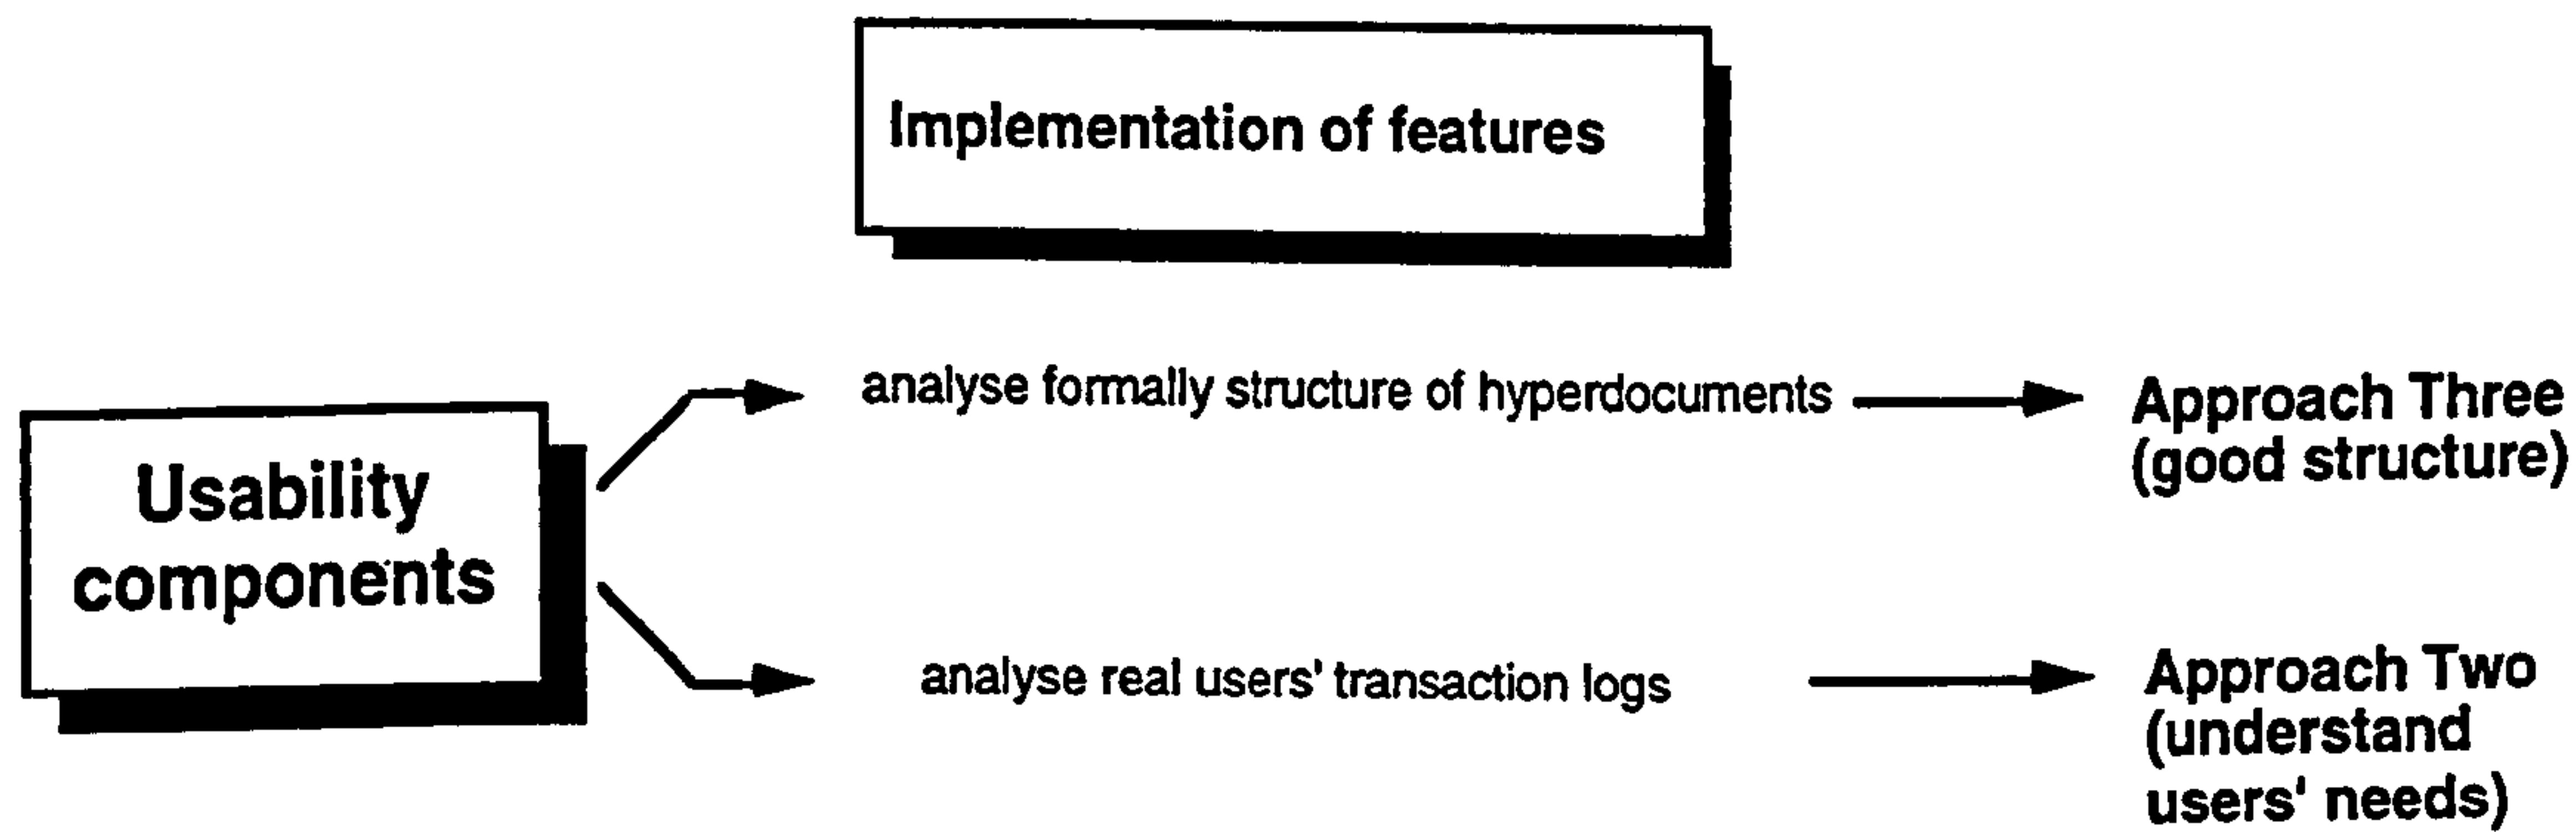 Implementation of features
analyse formally structure of hyperdocuments
Approach Three
(good structure)
Usability
components
analyse real users' transaction logs
Approach Two
(understand
users' needs)